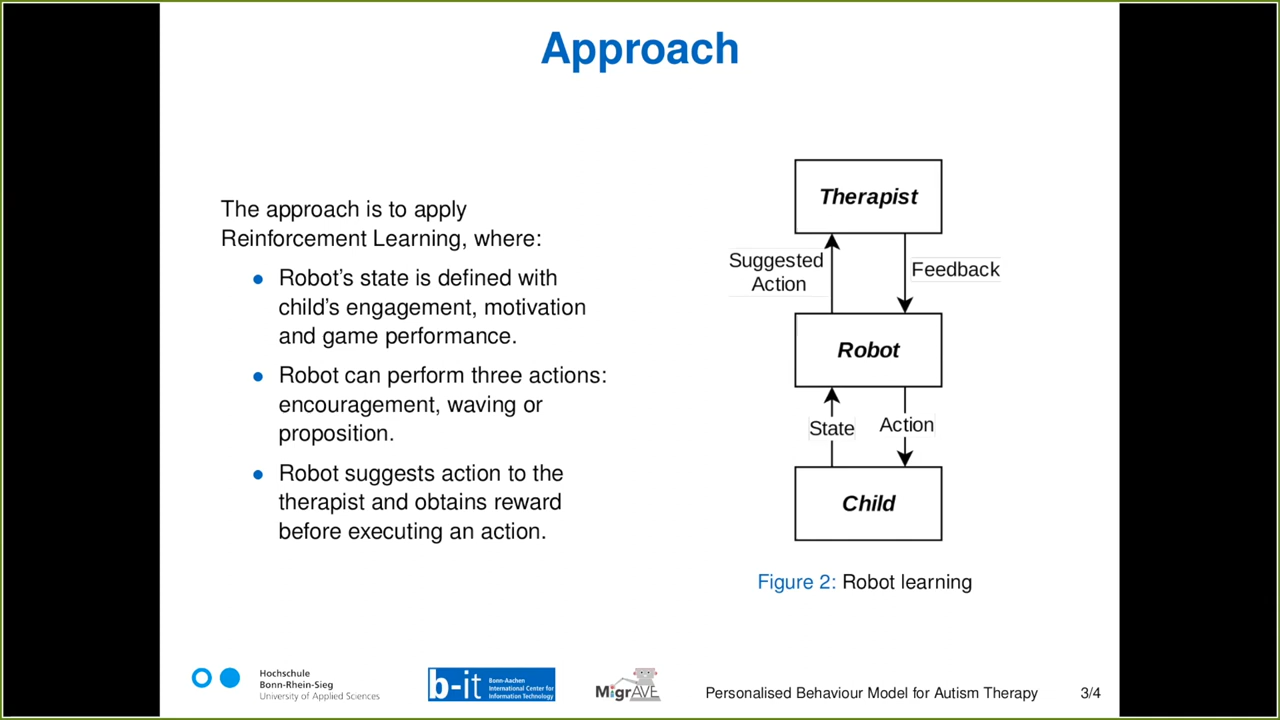 Approach
The approach is to apply
Reinforcement Learning, where:
● Robot's state is defined with
child's engagement, motivation
and game performance.
● Robot can perform three actions:
encouragement, waving or
proposition.
● Robot suggests action to the
therapist and obtains reward
before executing an action.
Therapist
Suggested
Action
Feedback
Robot
State
Action
Child
Figure 2: Robot learning
Hochschule
Bonn-Rhein-Sieg
University of Applied Sciences
b-it
Bonn-Aachen
International Center for
Information Technology
MigrAVE
Personalised Behaviour Model for Autism Therapy
3/4